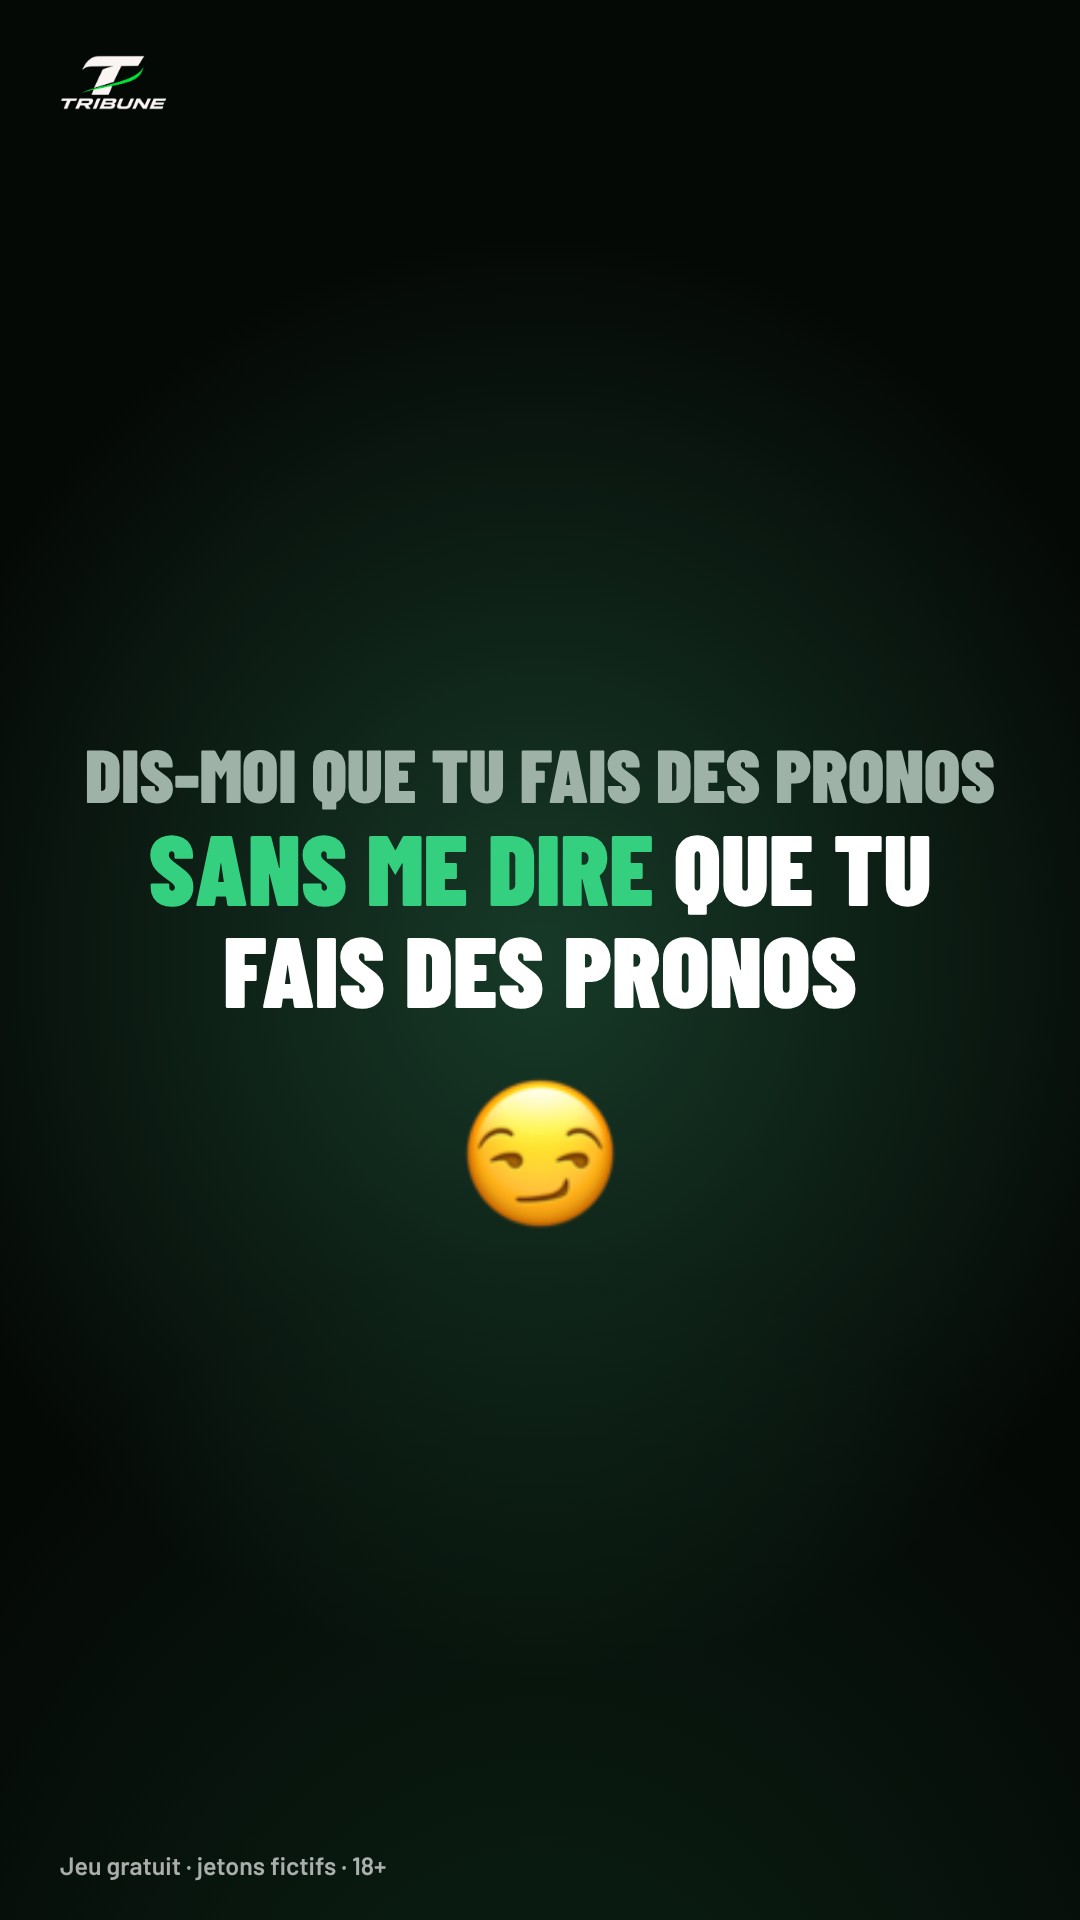 TRIBUNE
DIS-MOI QUE TU FAIS DES PRONOS
SANS ME DIRE QUE TU
FAIS DES PRONOS
Jeu gratuit · jetons fictifs · 18+